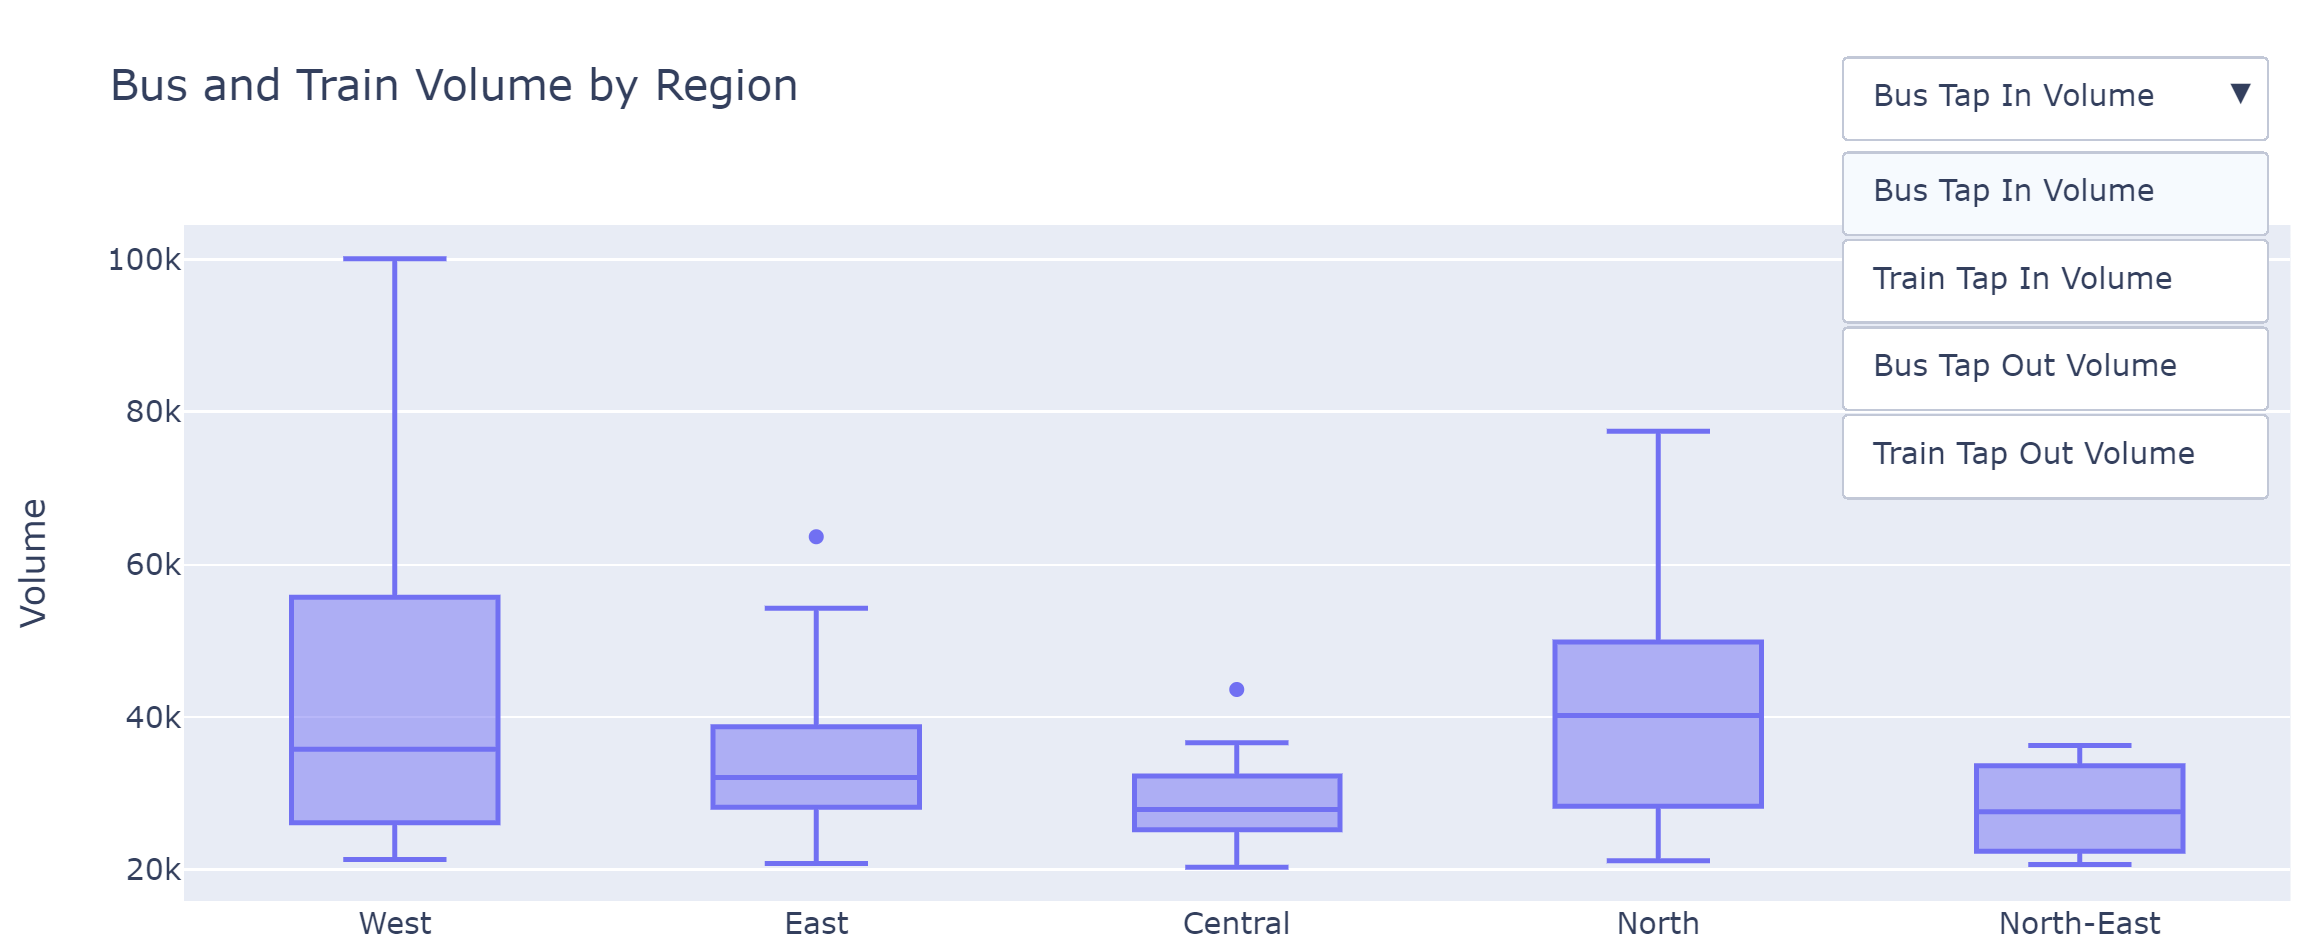 Bus and Train Volume by Region
Bus Tap In Volume ▼
Bus Tap In Volume
Train Tap In Volume
Bus Tap Out Volume
Train Tap Out Volume
100k
80k
60k
40k
20k
Volume
West East Central North North-East